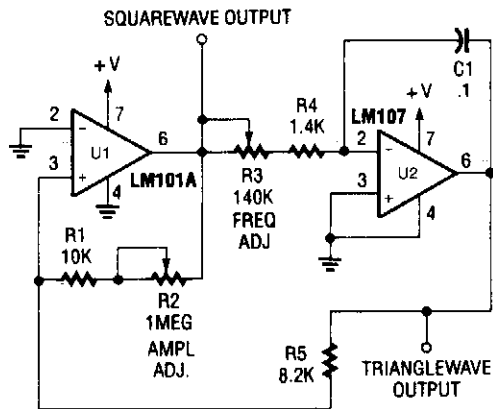 SQUAREWAVE OUTPUT
+V
2
7
-
U1
6
3
+
4
LM101A
R1
10K
R2
1MEG
AMPL
ADJ.
R3
140K
FREQ
ADJ
R4
1.4K
C1
.1
LM107
+V
2
7
-
U2
6
3
+
4
R5
8.2K
TRIANGLEWAVE
OUTPUT